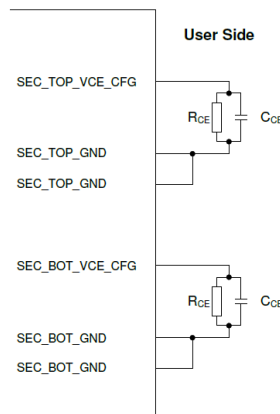 User Side
SEC_TOP_VCE_CFG
RCE CCE
SEC_TOP_GND
SEC_TOP_GND
SEC_BOT_VCE_CFG
RCE CCE
SEC_BOT_GND
SEC_BOT_GND